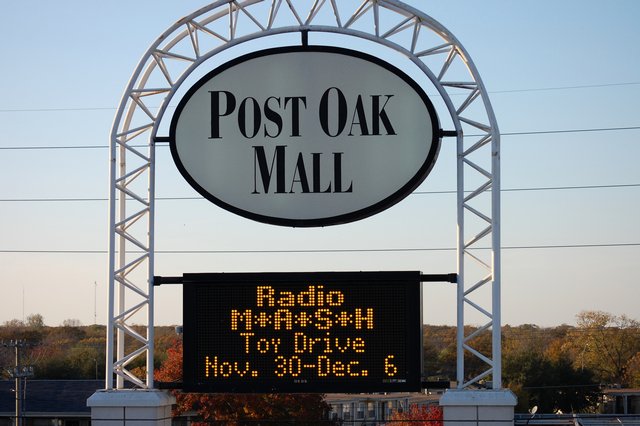 POST OAK
MALL
Radio
M*A*S*H
Toy Drive
Nov. 30-Dec. 6